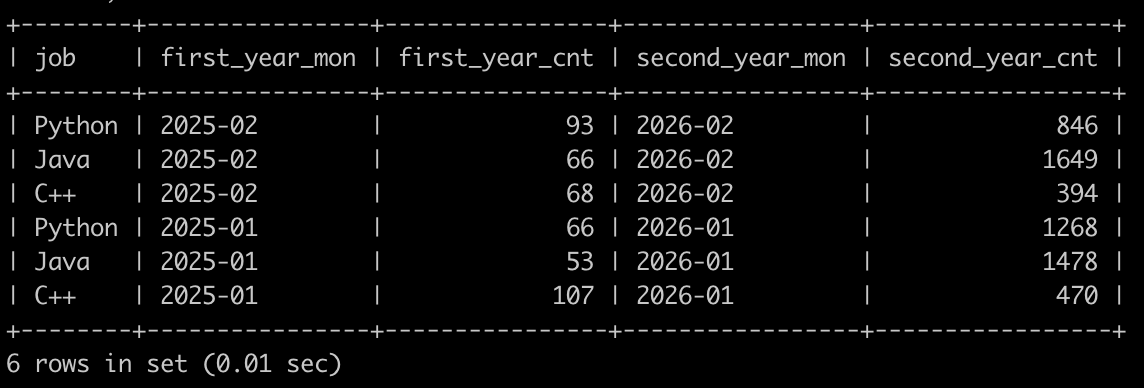 +--------+----------------+----------------+-----------------+-----------------+
| job    | first_year_mon | first_year_cnt | second_year_mon | second_year_cnt |
+--------+----------------+----------------+-----------------+-----------------+
| Python | 2025-02        |             93 | 2026-02         |             846 |
| Java   | 2025-02        |             66 | 2026-02         |            1649 |
| C++    | 2025-02        |             68 | 2026-02         |             394 |
| Python | 2025-01        |             66 | 2026-01         |            1268 |
| Java   | 2025-01        |             53 | 2026-01         |            1478 |
| C++    | 2025-01        |            107 | 2026-01         |             470 |
+--------+----------------+----------------+-----------------+-----------------+
6 rows in set (0.01 sec)